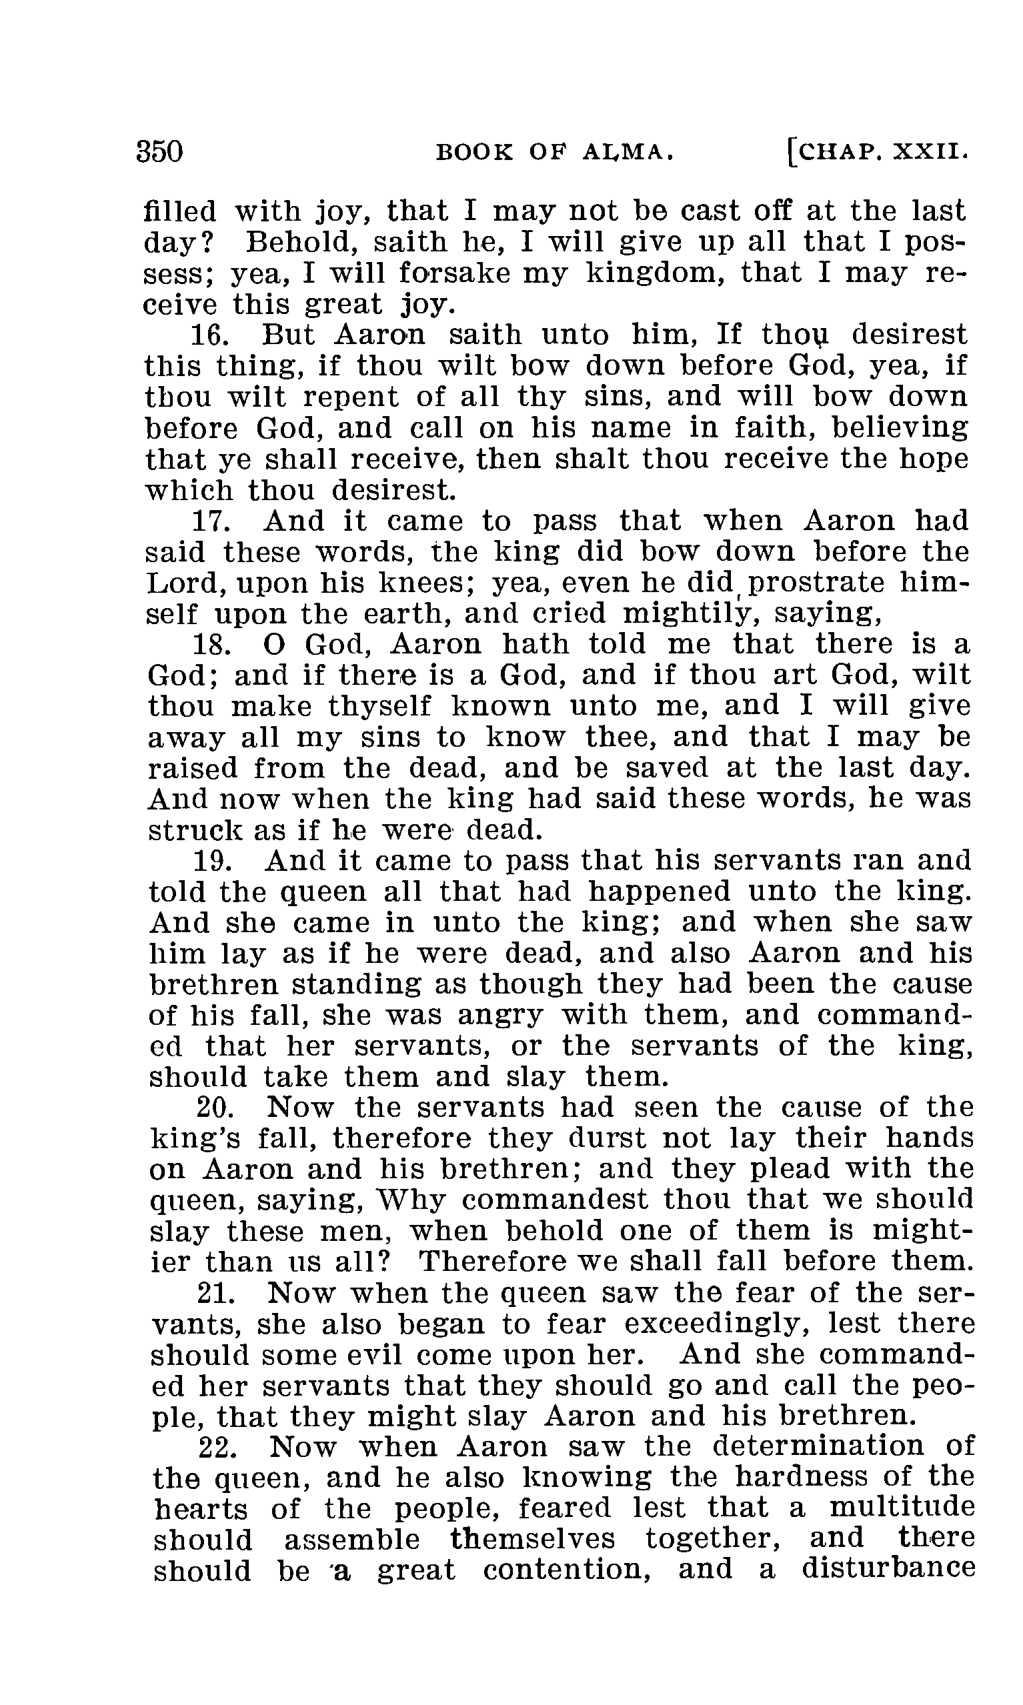 350 BOOK OF ALMA. [CHAP. XXII.
filled with joy, that I may not be cast off at the last
day? Behold, saith he, I will give up all that I pos-
sess; yea, I will forsake my kingdom, that I may re-
ceive this great joy.
16. But Aaron saith unto him, If thou desirest
this thing, if thou wilt bow down before God, yea, if
thou wilt repent of all thy sins, and will bow down
before God, and call on his name in faith, believing
that ye shall receive, then shalt thou receive the hope
which thou desirest.
17. And it came to pass that when Aaron had
said these words, the king did bow down before the
Lord, upon his knees; yea, even he did prostrate him-
self upon the earth, and cried mightily, saying,
18. O God, Aaron hath told me that there is a
God; and if there is a God, and if thou art God, wilt
thou make thyself known unto me, and I will give
away all my sins to know thee, and that I may be
raised from the dead, and be saved at the last day.
And now when the king had said these words, he was
struck as if he were dead.
19. And it came to pass that his servants ran and
told the queen all that had happened unto the king.
And she came in unto the king; and when she saw
him lay as if he were dead, and also Aaron and his
brethren standing as though they had been the cause
of his fall, she was angry with them, and command-
ed that her servants, or the servants of the king,
should take them and slay them.
20. Now the servants had seen the cause of the
king's fall, therefore they durst not lay their hands
on Aaron and his brethren; and they plead with the
queen, saying, Why commandest thou that we should
slay these men, when behold one of them is might-
ier than us all? Therefore we shall fall before them.
21. Now when the queen saw the fear of the ser-
vants, she also began to fear exceedingly, lest there
should some evil come upon her. And she command-
ed her servants that they should go and call the peo-
ple, that they might slay Aaron and his brethren.
22. Now when Aaron saw the determination of
the queen, and he also knowing the hardness of the
hearts of the people, feared lest that a multitude
should assemble themselves together, and there
should be a great contention, and a disturbance